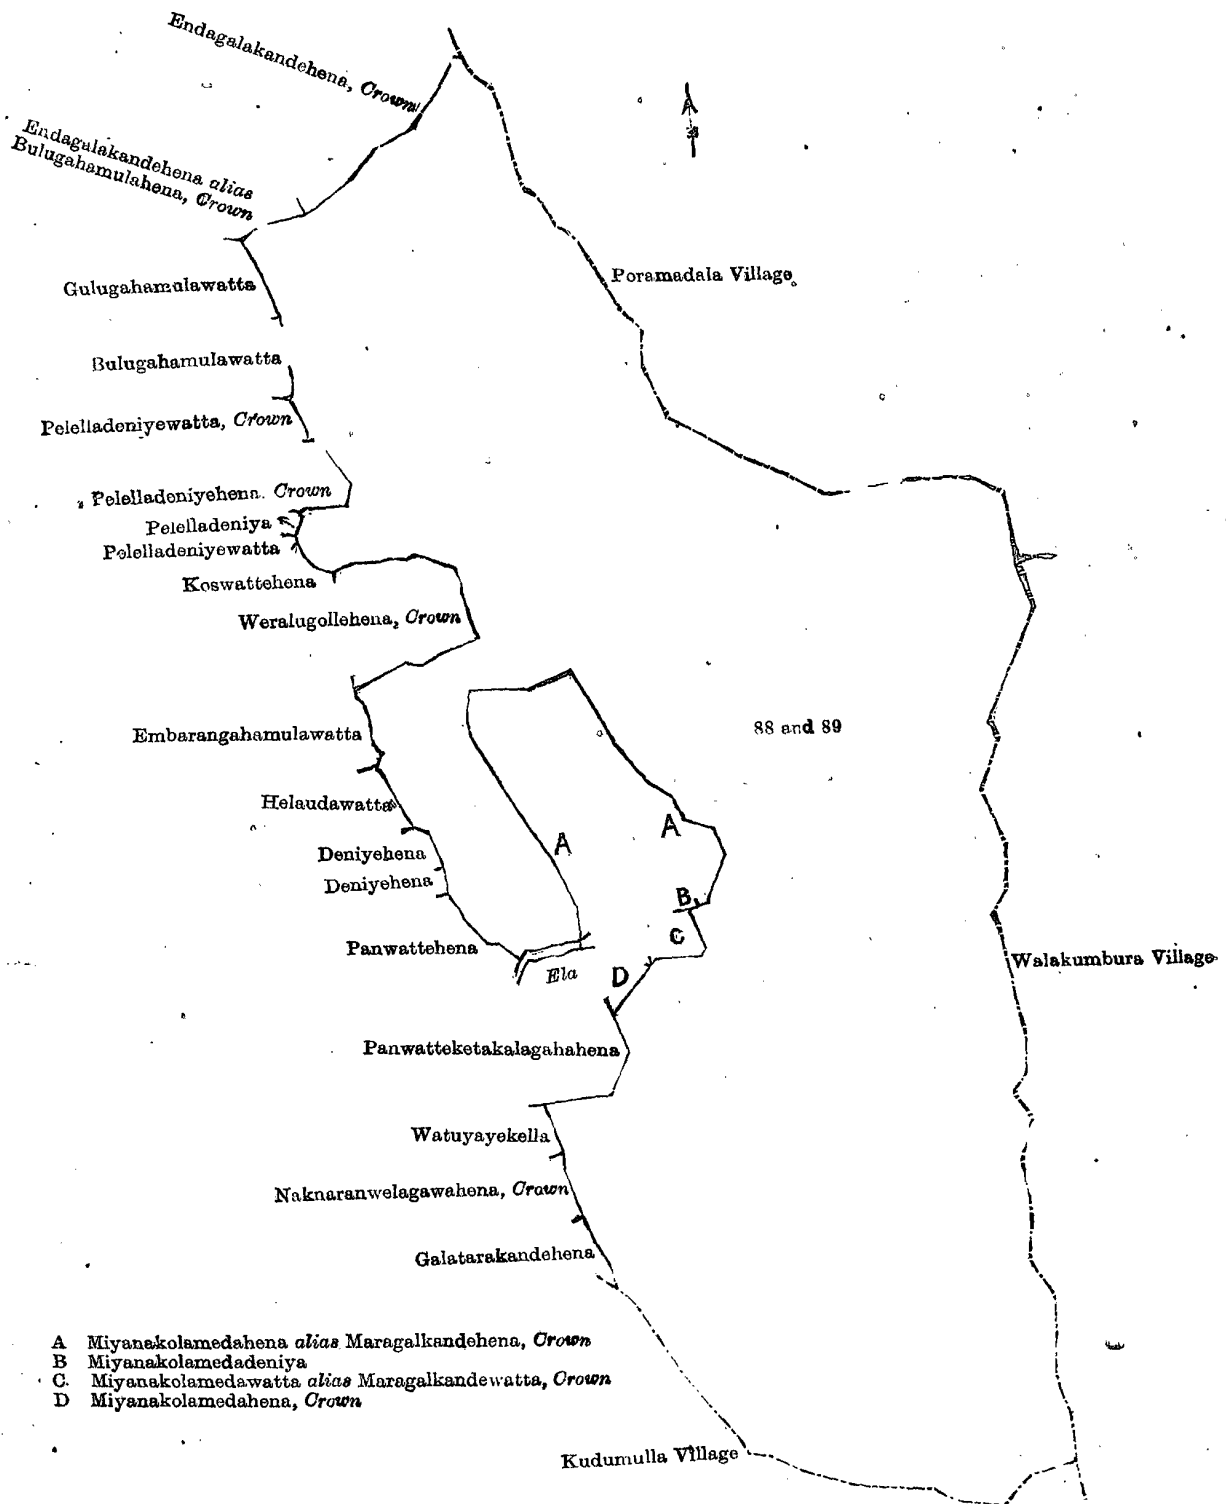 Endagalakandehena, Crown
Endagalakandehena alias
Bulugahamulahena, Crown
Gulugahamulawatta
Poramadala Village
Bulugahamulawatta
Pelelladeniyewatta, Crown
Pelelladeniyehena. Crown
Pelelladeniya
Pelelladeniyewatta
Koswattehena
Weralugollehena, Crown
88 and 89
Embarangahamulawatta
Helaudawatta
A
A
Deniyehena
Deniyehena
B
C
Panwattehena
Walakumbura Village
Ela
D
Panwatteketakalagahahena
Watuyayekella
Naknaranwelagawahena, Crown
Galatarakandehena
A Miyanakolamedahena alias Maragalkandehena, Crown
B Miyanakolamedadeniya
C. Miyanakolamedawatta alias Maragalkandewatta, Crown
D Miyanakolamedahena, Crown
Kudumulla Village